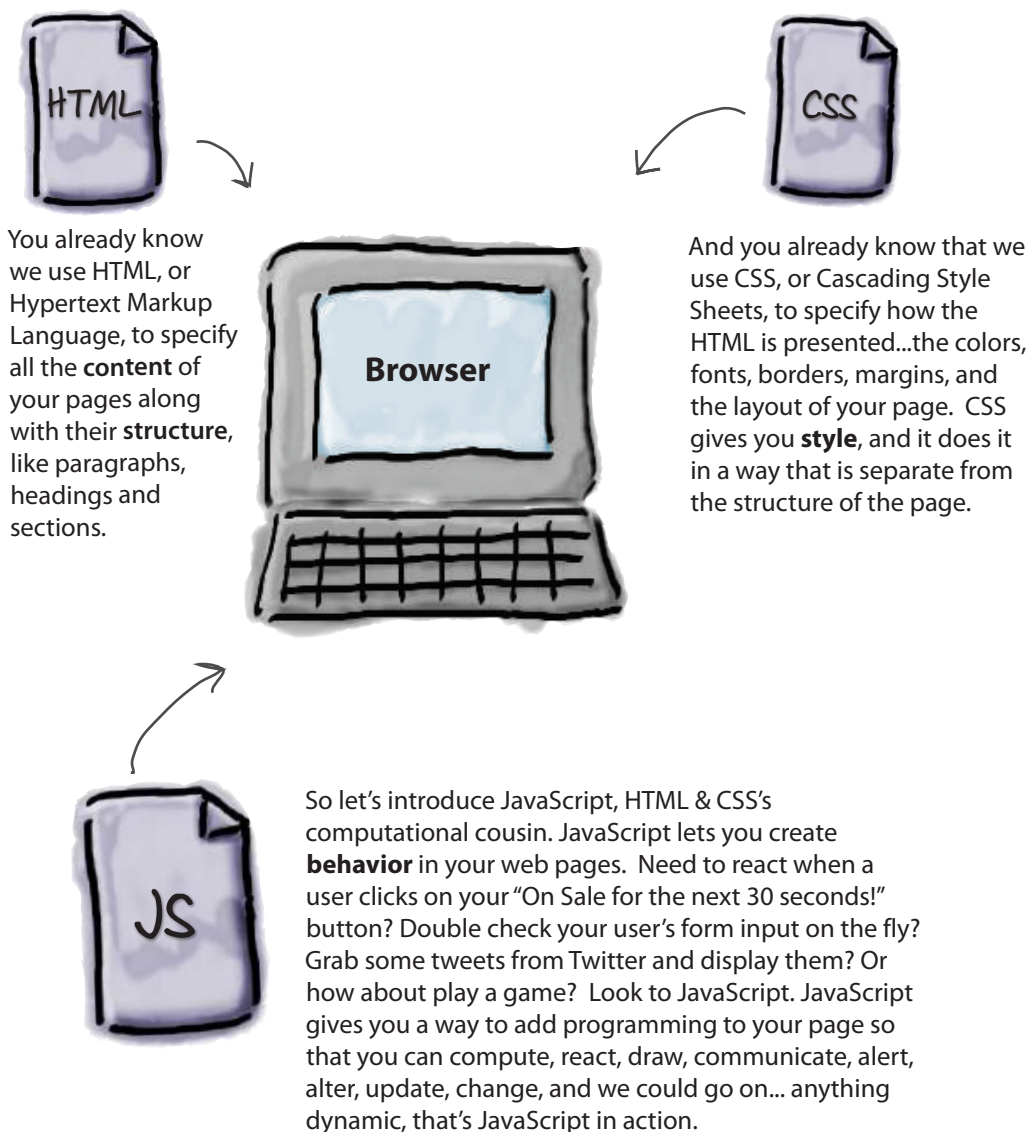 HTML
CSS
You already know
we use HTML, or
Hypertext Markup
Language, to specify
all the content of
your pages along
with their structure,
like paragraphs,
headings and
sections.
Browser
And you already know that we
use CSS, or Cascading Style
Sheets, to specify how the
HTML is presented...the colors,
fonts, borders, margins, and
the layout of your page. CSS
gives you style, and it does it
in a way that is separate from
the structure of the page.
JS
So let’s introduce JavaScript, HTML & CSS’s
computational cousin. JavaScript lets you create
behavior in your web pages. Need to react when a
user clicks on your “On Sale for the next 30 seconds!”
button? Double check your user’s form input on the fly?
Grab some tweets from Twitter and display them? Or
how about play a game? Look to JavaScript. JavaScript
gives you a way to add programming to your page so
that you can compute, react, draw, communicate, alert,
alter, update, change, and we could go on... anything
dynamic, that’s JavaScript in action.